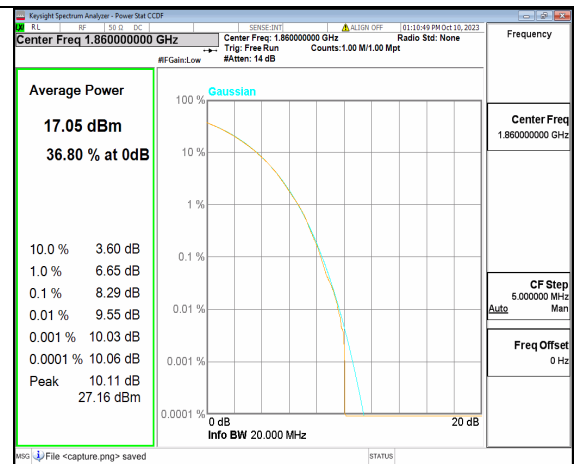 Keysight Spectrum Analyzer - Power Stat CCDF
RL RF 50 Ω DC SENSE:INT ALIGN OFF 01:10:49 PM Oct 10, 2023
Center Freq 1.860000000 GHz
Center Freq: 1.860000000 GHz Radio Std: None
Trig: Free Run Counts:1.00 M/1.00 Mpt
#IFGain:Low #Atten: 14 dB
Average Power
17.05 dBm
36.80 % at 0dB
10.0 % 3.60 dB
1.0 % 6.65 dB
0.1 % 8.29 dB
0.01 % 9.55 dB
0.001 % 10.03 dB
0.0001 % 10.06 dB
Peak 10.11 dB
27.16 dBm
Gaussian
100 %
10 %
1 %
0.1 %
0.01 %
0.001 %
0.0001 %
0 dB 20 dB
Info BW 20.000 MHz
Frequency
Center Freq
1.860000000 GHz
CF Step
5.000000 MHz
Auto Man
Freq Offset
0 Hz
MSG File <capture.png> saved STATUS